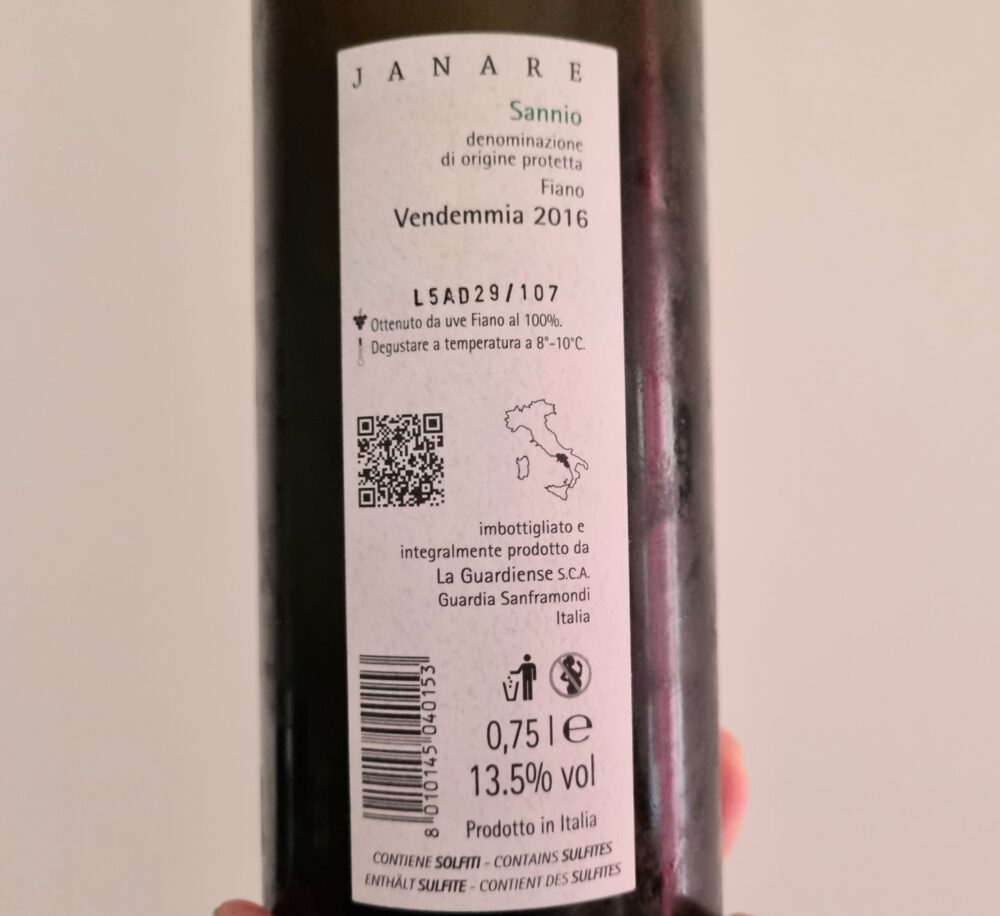 JANARE
Sannio
denominazione
di origine protetta
Fiano
Vendemmia 2016
L5AD29/107
Ottenuto da uve Fiano al 100%.
Degustare a temperatura a 8°-10°C.
imbottigliato e
integralmente prodotto da
La Guardiense S.C.A.
Guardia Sanframondi
Italia
8 010145 040153
0,75 l e
13.5% vol
Prodotto in Italia
CONTIENE SOLFITI - CONTAINS SULFITES
ENTHÄLT SULFITE - CONTIENT DES SULFITES